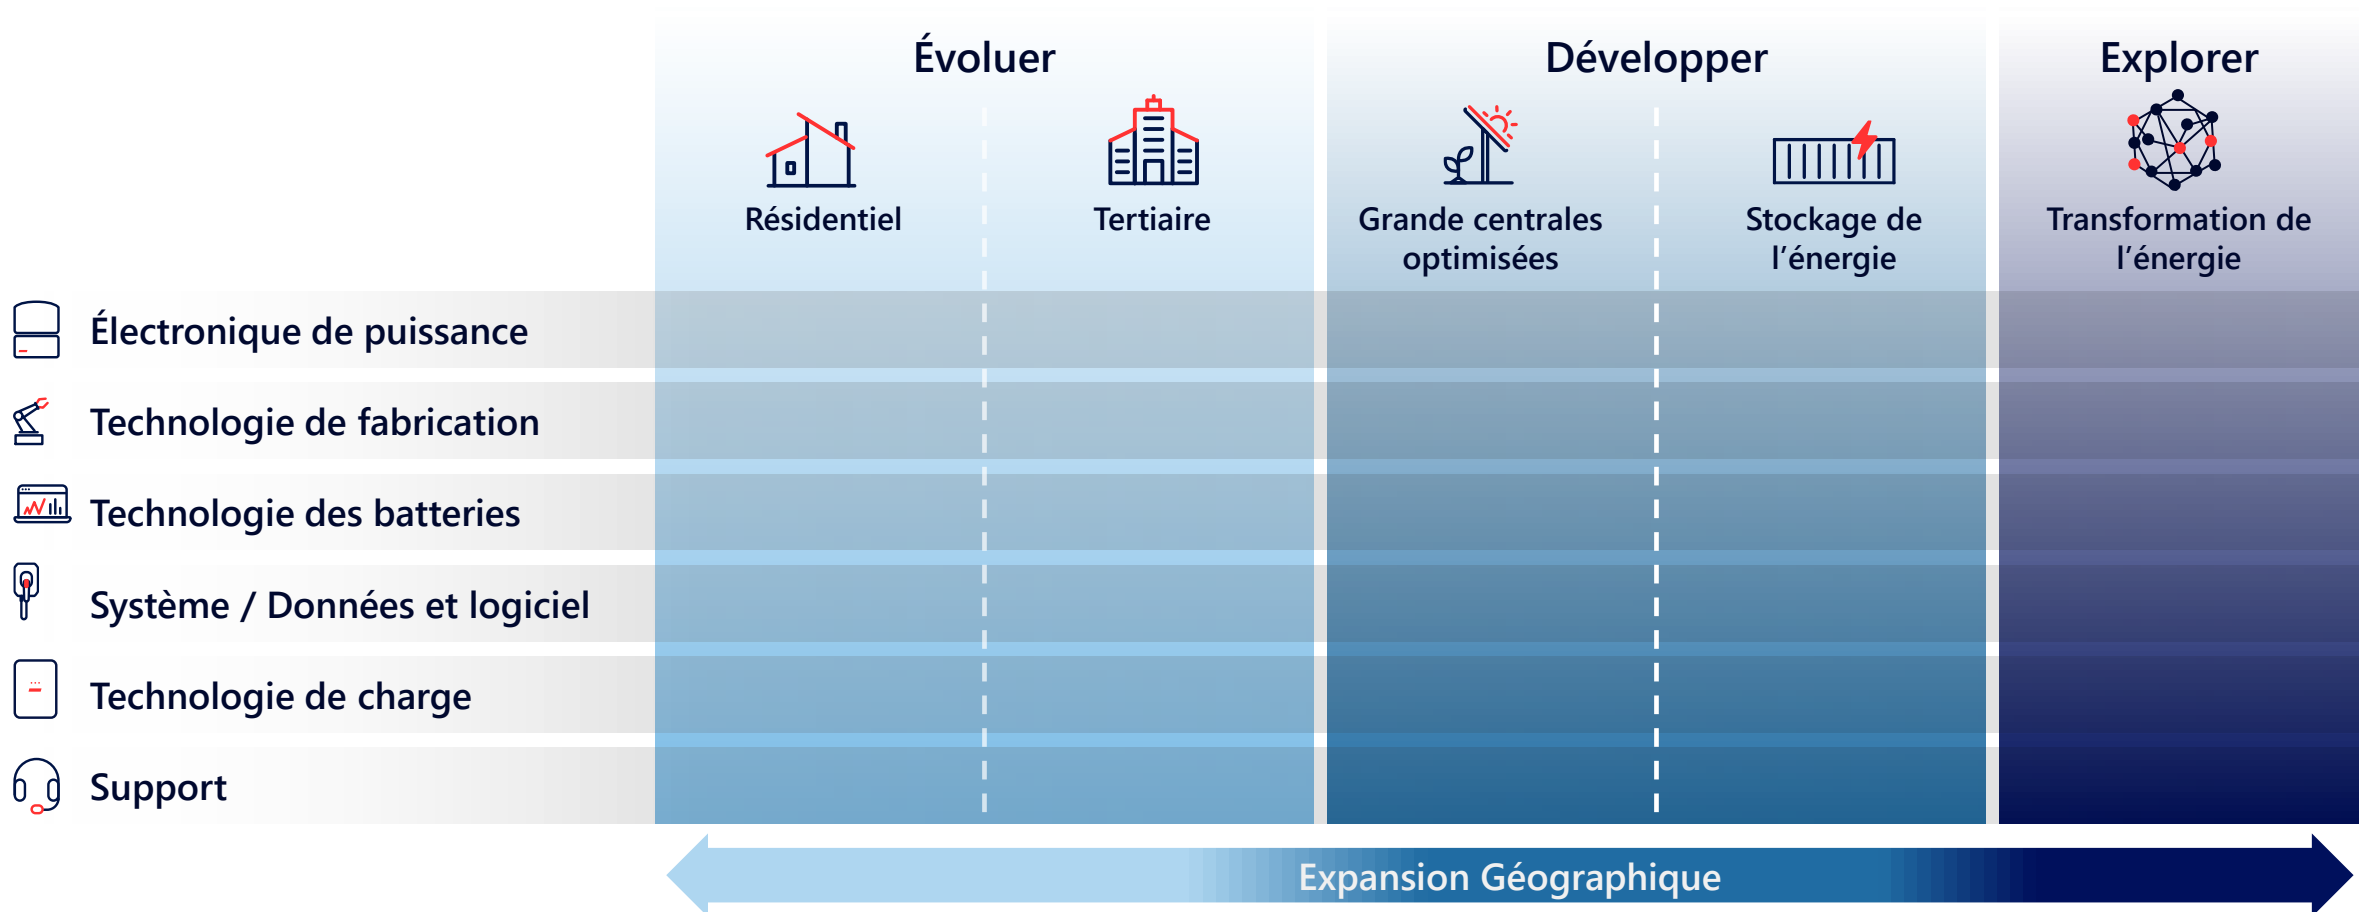 Évoluer
Développer
Explorer
Résidentiel
Tertiaire
Grande centrales
optimisées
Stockage de
l’énergie
Transformation de
l’énergie
Électronique de puissance
Technologie de fabrication
Technologie des batteries
Système / Données et logiciel
Technologie de charge
Support
Expansion Géographique